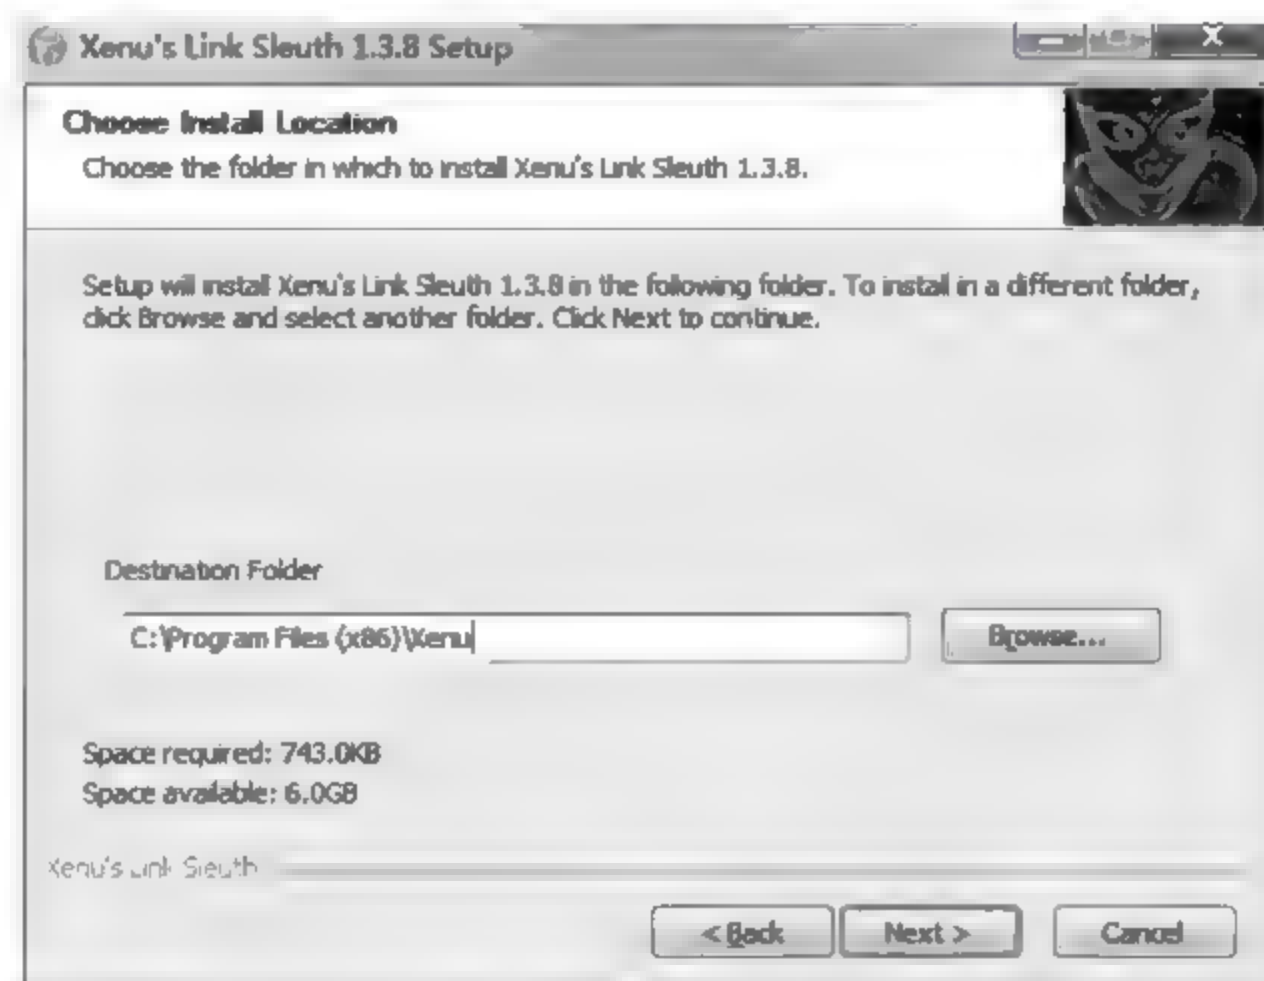 Xenu's Link Sleuth 1.3.8 Setup
Choose Install Location
Choose the folder in which to install Xenu's Link Sleuth 1.3.8.
Setup will install Xenu's Link Sleuth 1.3.8 in the following folder. To install in a different folder,
click Browse and select another folder. Click Next to continue.
Destination Folder
C:\Program Files (x86)\Xenu
Browse...
Space required: 743.0KB
Space available: 6.0GB
Xenu's Link Sleuth
< Back
Next >
Cancel